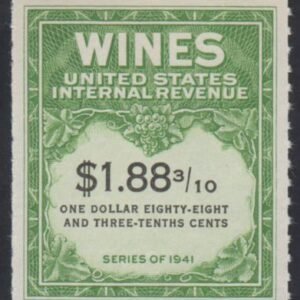 WINES
UNITED STATES
INTERNAL REVENUE
$1.88 3/10
ONE DOLLAR EIGHTY-EIGHT
AND THREE-TENTHS CENTS
SERIES OF 1941